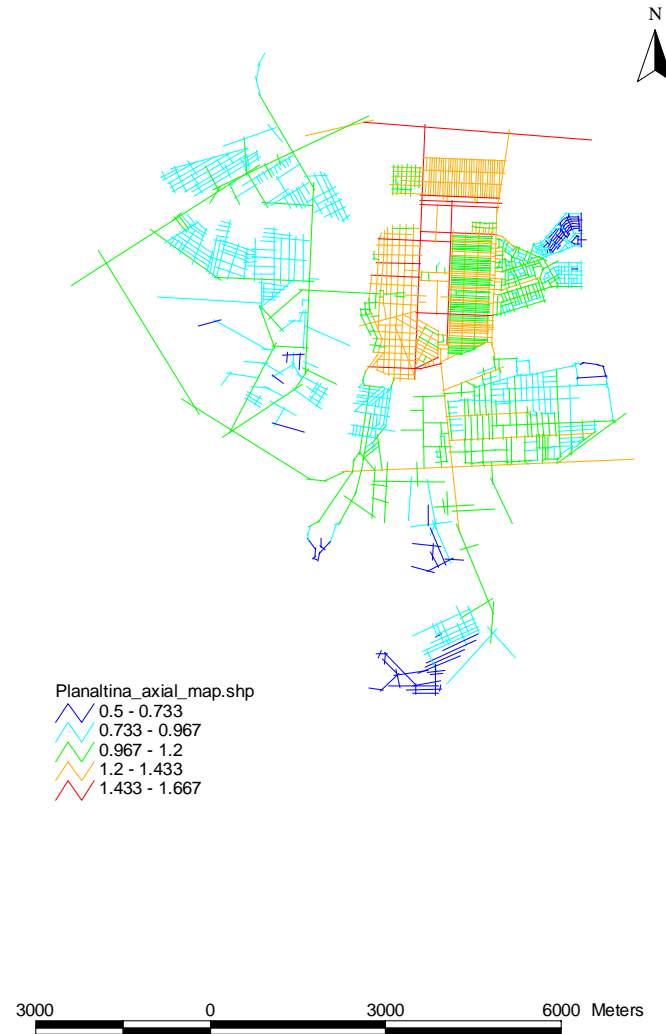 N
Planaltina_axial_map.shp
0.5 - 0.733
0.733 - 0.967
0.967 - 1.2
1.2 - 1.433
1.433 - 1.667
3000 0 3000 6000 Meters